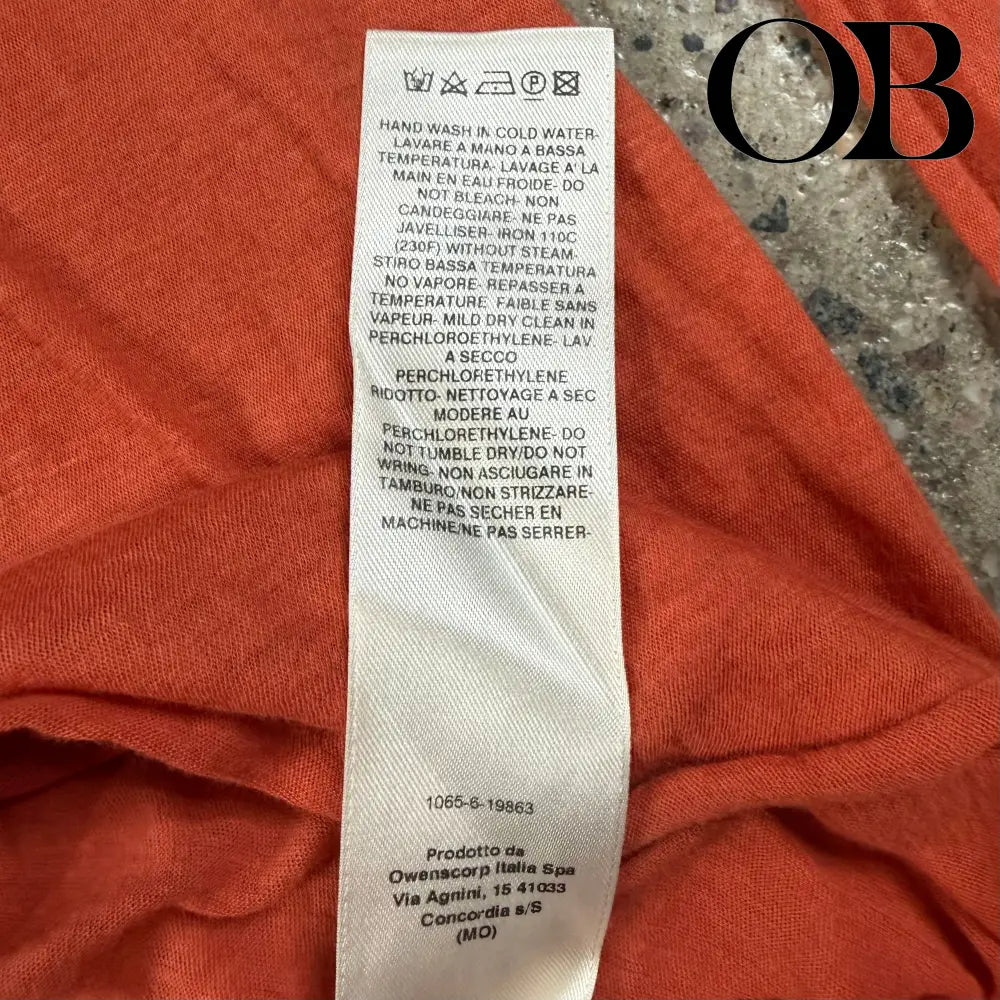 OB
P
HAND WASH IN COLD WATER-
LAVARE A MANO A BASSA
TEMPERATURA- LAVAGE A' LA
MAIN EN EAU FROIDE- DO
NOT BLEACH- NON
CANDEGGIARE- NE PAS
JAVELLISER- IRON 110C
(230F) WITHOUT STEAM.
STIRO BASSA TEMPERATURA
NO VAPORE- REPASSER A
TEMPERATURE FAIBLE SANS
VAPEUR- MILD DRY CLEAN IN
PERCHLOROETHYLENE- LAV.
A SECCO
PERCHLORETHYLENE
RIDOTTO- NETTOYAGE A SEC
MODERE AU
PERCHLORETHYLENE- DO
NOT TUMBLE DRY/DO NOT
WRING- NON ASCIUGARE IN
TAMBURO/NON STRIZZARE-
NE PAS SECHER EN
MACHINE/NE PAS SERRER-
1065-6-19863
Prodotto da
Owenscorp Italia Spa
Via Agnini, 15 41033
Concordia s/S
(MO)